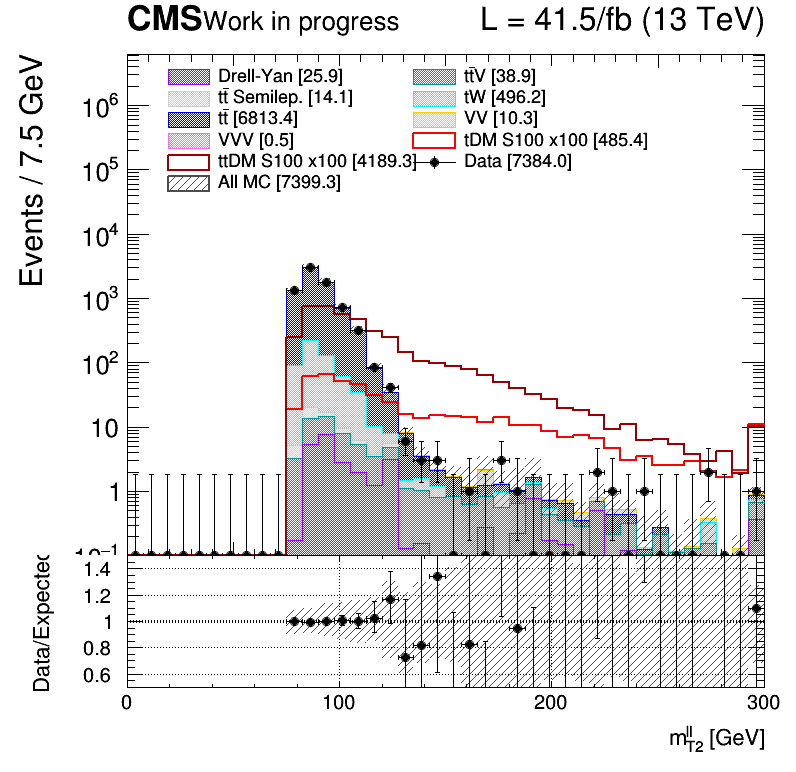 CMS Work in progress L = 41.5/fb (13 TeV)
Events / 7.5 GeV
Drell-Yan [25.9] tt̄V [38.9]
tt̄ Semilep. [14.1] tW [496.2]
tt̄ [6813.4] VV [10.3]
VVV [0.5] tDM S100 x100 [485.4]
ttDM S100 x100 [4189.3] Data [7384.0]
All MC [7399.3]
10⁶
10⁵
10⁴
10³
10²
10
1
10⁻¹
Data/Expected
1.4
1.2
1
0.8
0.6
0 100 200 300
m_T2^ll [GeV]